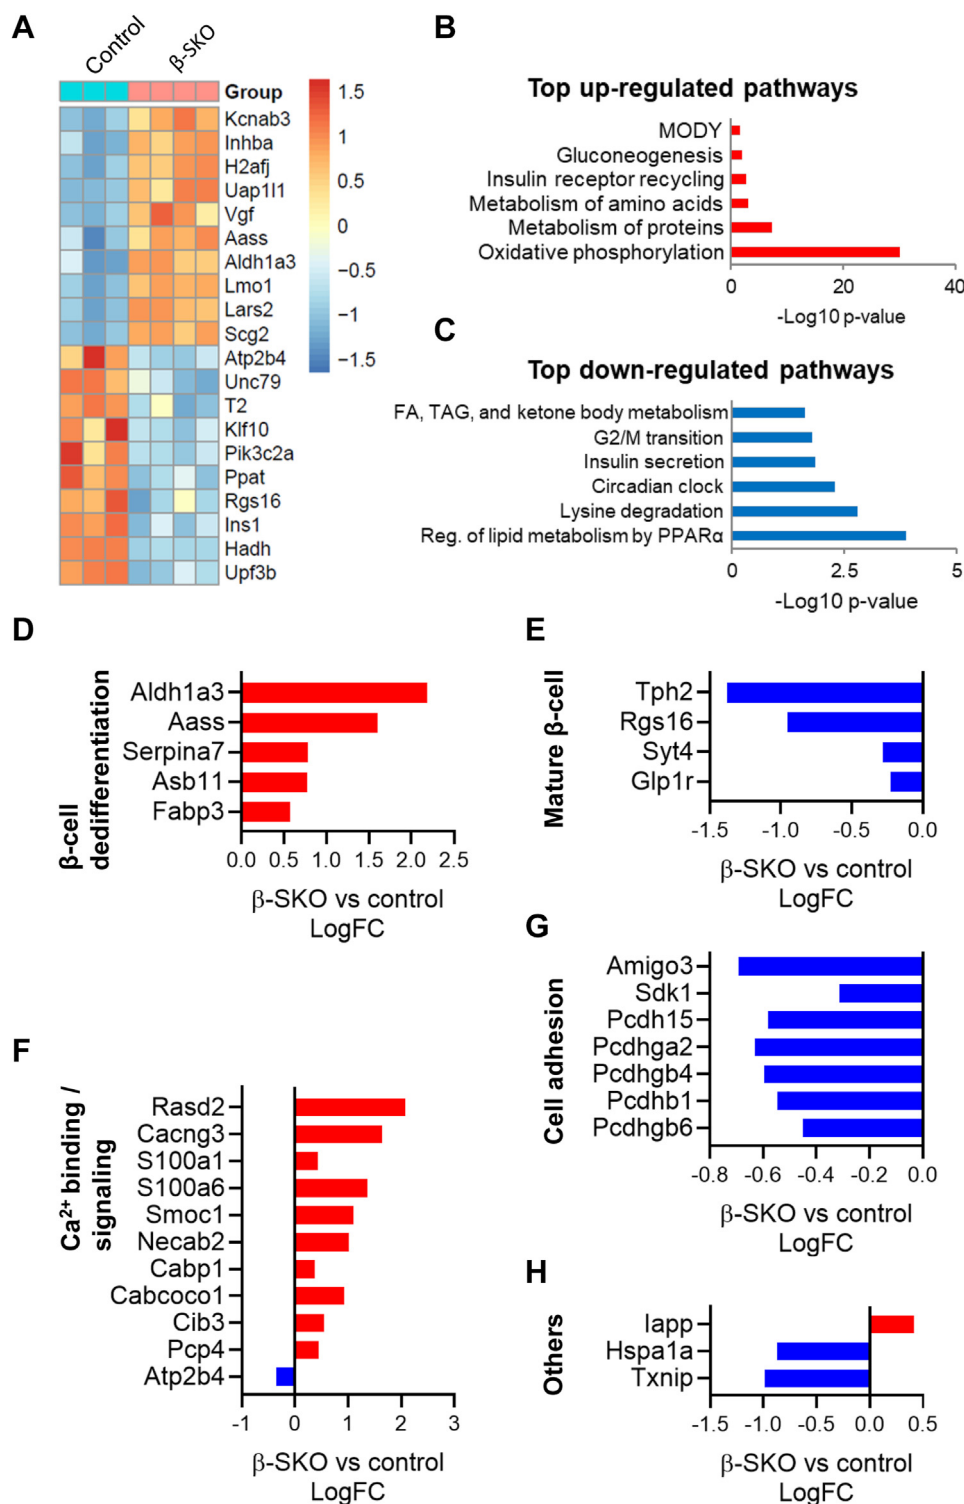 A
Control
β-SKO
Group
Kcnab3
Inhba
H2afj
Uap1l1
Vgf
Aass
Aldh1a3
Lmo1
Lars2
Scg2
Atp2b4
Unc79
T2
Klf10
Pik3c2a
Ppat
Rgs16
Ins1
Hadh
Upf3b
1.5
1
0.5
0
−0.5
−1
−1.5
B
Top up-regulated pathways
MODY
Gluconeogenesis
Insulin receptor recycling
Metabolism of amino acids
Metabolism of proteins
Oxidative phosphorylation
0 20 40
-Log10 p-value
C
Top down-regulated pathways
FA, TAG, and ketone body metabolism
G2/M transition
Insulin secretion
Circadian clock
Lysine degradation
Reg. of lipid metabolism by PPARα
0 2.5 5
-Log10 p-value
D
β-cell
dedifferentiation
Aldh1a3
Aass
Serpina7
Asb11
Fabp3
0.0 0.5 1.0 1.5 2.0 2.5
β-SKO vs control
LogFC
E
Mature β-cell
Tph2
Rgs16
Syt4
Glp1r
-1.5 -1.0 -0.5 0.0
β-SKO vs control
LogFC
F
Ca²⁺ binding /
signaling
Rasd2
Cacng3
S100a1
S100a6
Smoc1
Necab2
Cabp1
Cabcoco1
Cib3
Pcp4
Atp2b4
-1 0 1 2 3
β-SKO vs control
LogFC
G
Cell adhesion
Amigo3
Sdk1
Pcdh15
Pcdhga2
Pcdhgb4
Pcdhb1
Pcdhgb6
-0.8 -0.6 -0.4 -0.2 0.0
β-SKO vs control
LogFC
H
Others
Iapp
Hspa1a
Txnip
-1.5 -1.0 -0.5 0.0 0.5
β-SKO vs control
LogFC